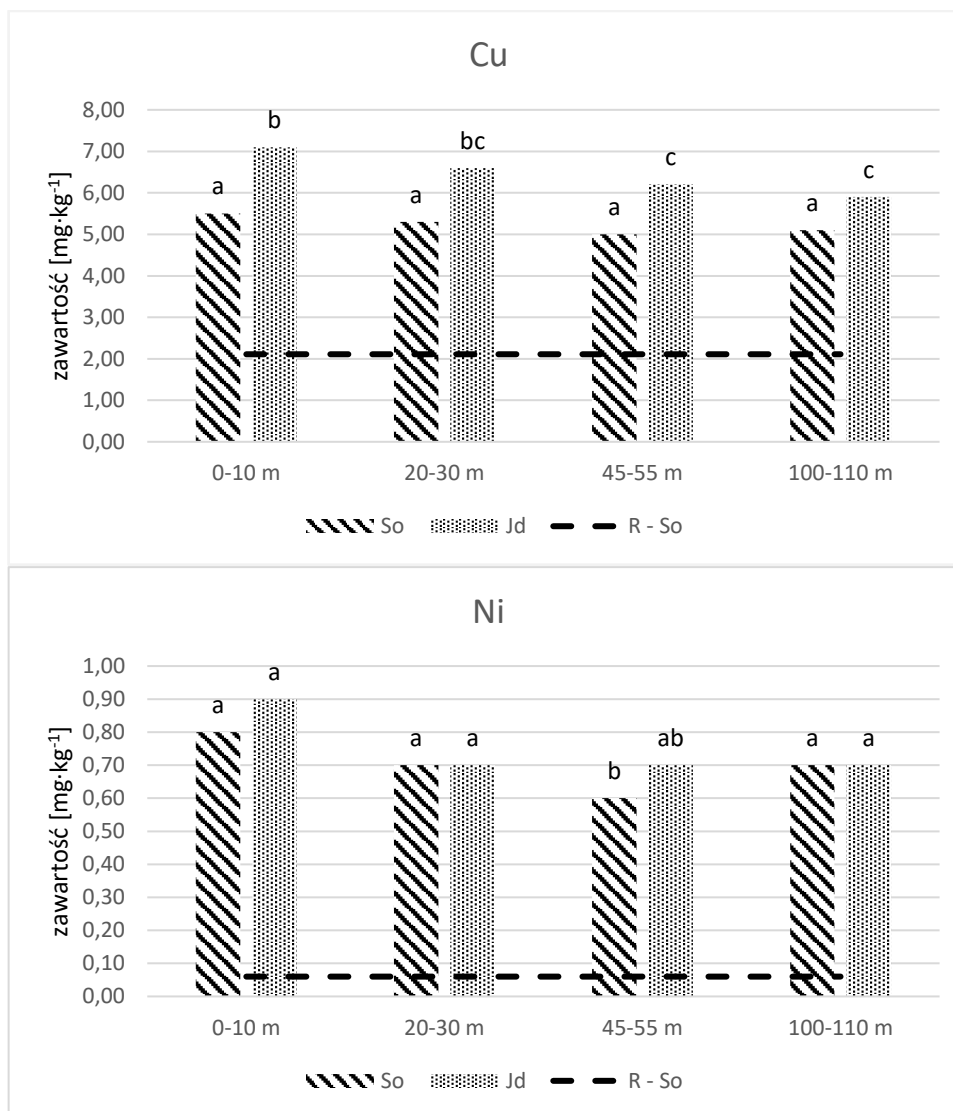 Cu
zawartość [mg·kg⁻¹]
8,00
7,00
6,00
5,00
4,00
3,00
2,00
1,00
0,00
a
b
a
bc
a
c
a
c
0-10 m
20-30 m
45-55 m
100-110 m
So
Jd
R - So
Ni
zawartość [mg·kg⁻¹]
1,00
0,90
0,80
0,70
0,60
0,50
0,40
0,30
0,20
0,10
0,00
a
a
a
a
b
ab
a
a
0-10 m
20-30 m
45-55 m
100-110 m
So
Jd
R - So